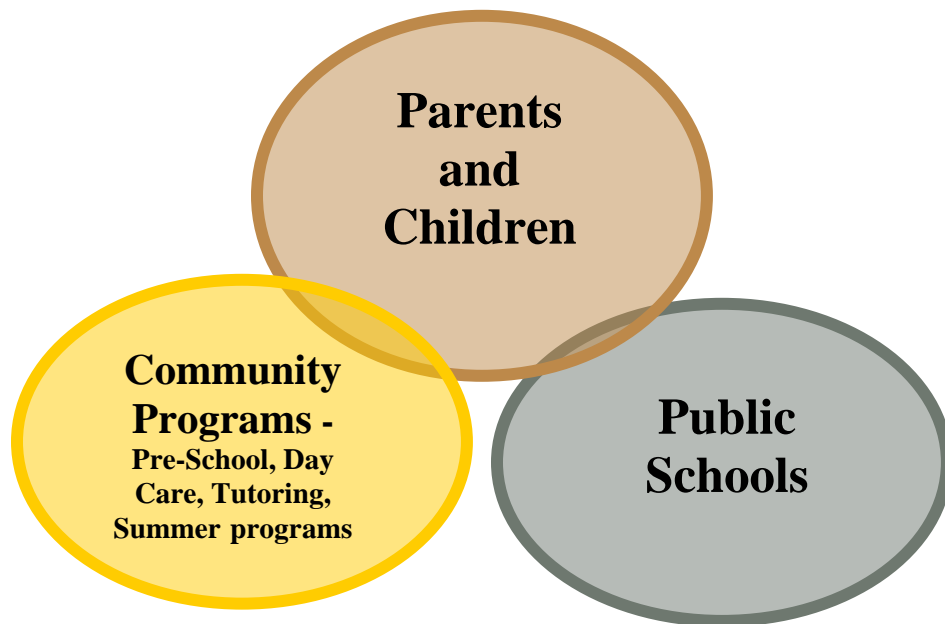 Parents
and
Children
Community
Programs -
Pre-School, Day
Care, Tutoring,
Summer programs
Public
Schools